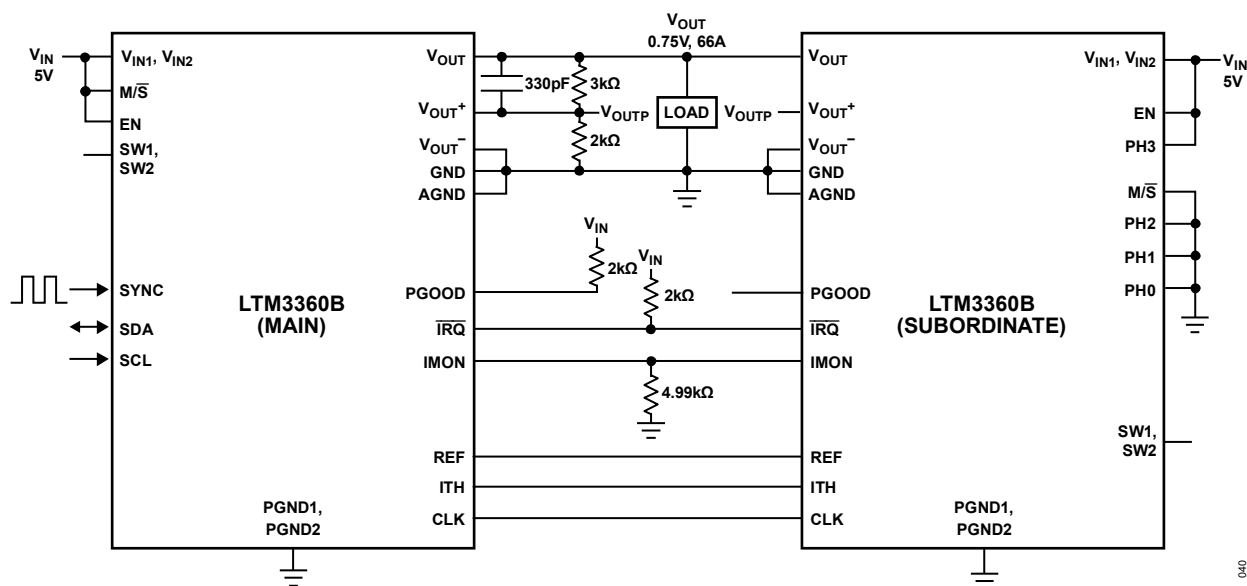 VOUT
0.75V, 66A
VIN
5V
VIN1, VIN2
M/S̅
EN
SW1,
SW2
SYNC
SDA
SCL
LTM3360B
(MAIN)
PGND1,
PGND2
VOUT
VOUT+
VOUT−
GND
AGND
PGOOD
I̅R̅Q̅
IMON
REF
ITH
CLK
330pF
3kΩ
VOUTP
2kΩ
LOAD
VOUTP
VIN
2kΩ
VIN
2kΩ
4.99kΩ
VOUT
VOUT+
VOUT−
GND
AGND
PGOOD
I̅R̅Q̅
IMON
REF
ITH
CLK
LTM3360B
(SUBORDINATE)
PGND1,
PGND2
VIN1, VIN2
VIN
5V
EN
PH3
M/S̅
PH2
PH1
PH0
SW1,
SW2
040